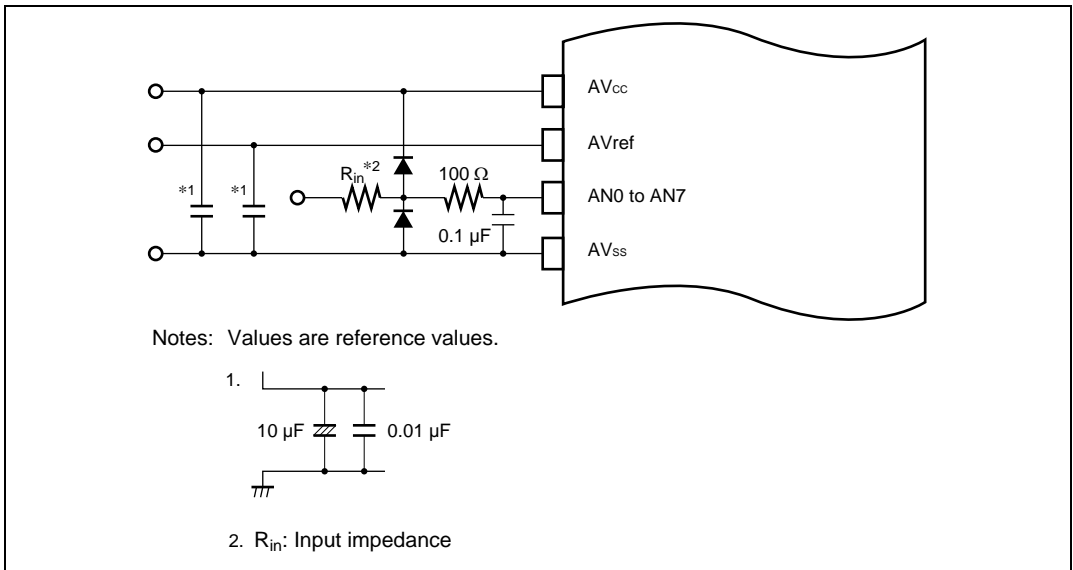 AVcc
AVref
Rin*2
100 Ω
*1
*1
AN0 to AN7
0.1 µF
AVss
Notes: Values are reference values.
1.
10 µF
0.01 µF
2. Rin: Input impedance